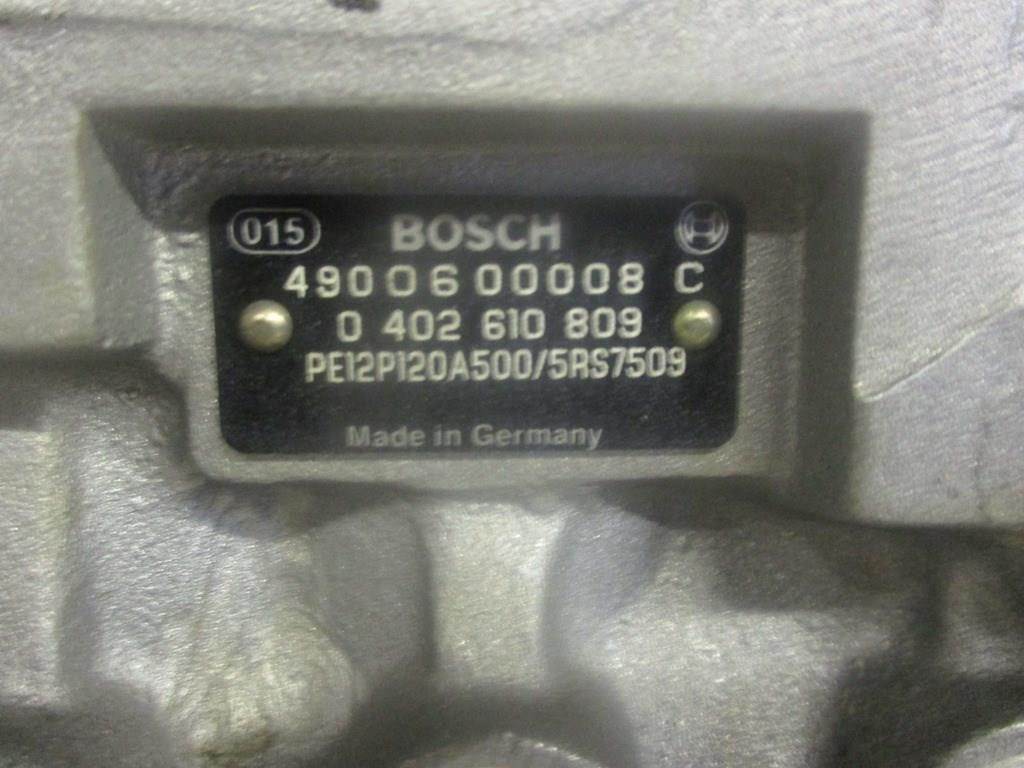 015 BOSCH
4900600008 C
0 402 610 809
PE12P120A500/5RS7509
Made in Germany